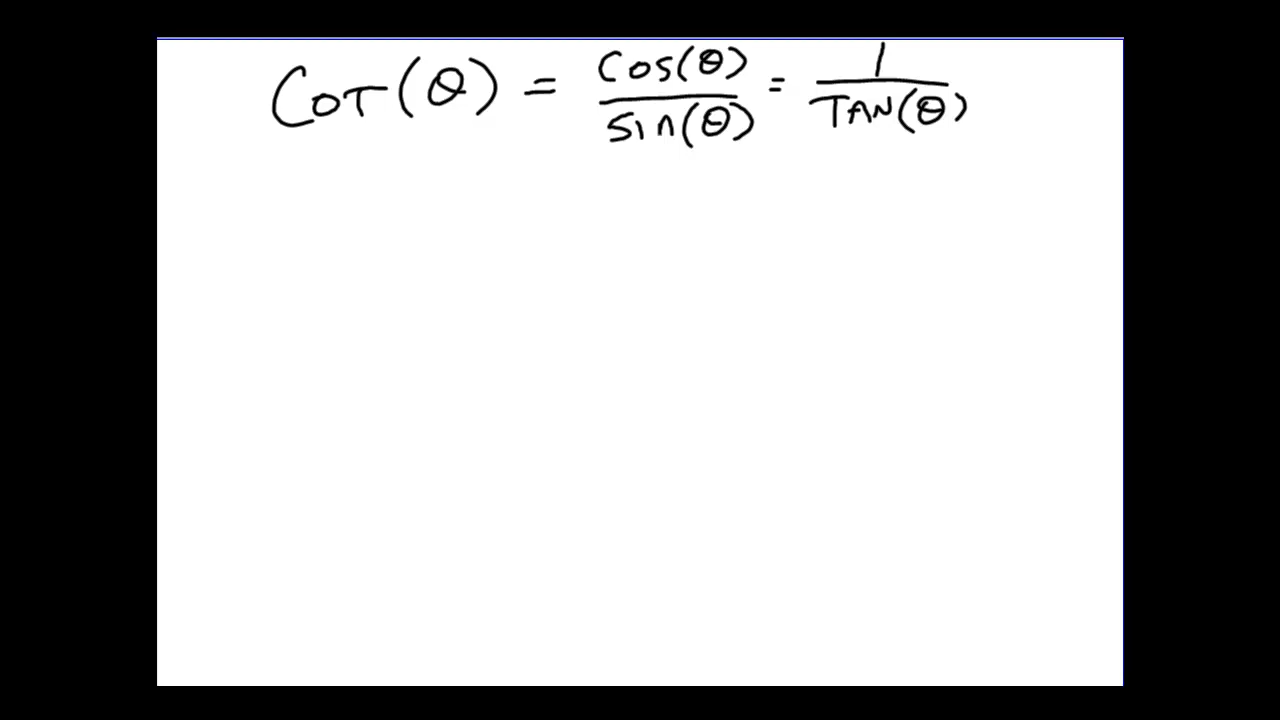 COT(θ) = cos(θ)/sin(θ) = 1/TAN(θ)